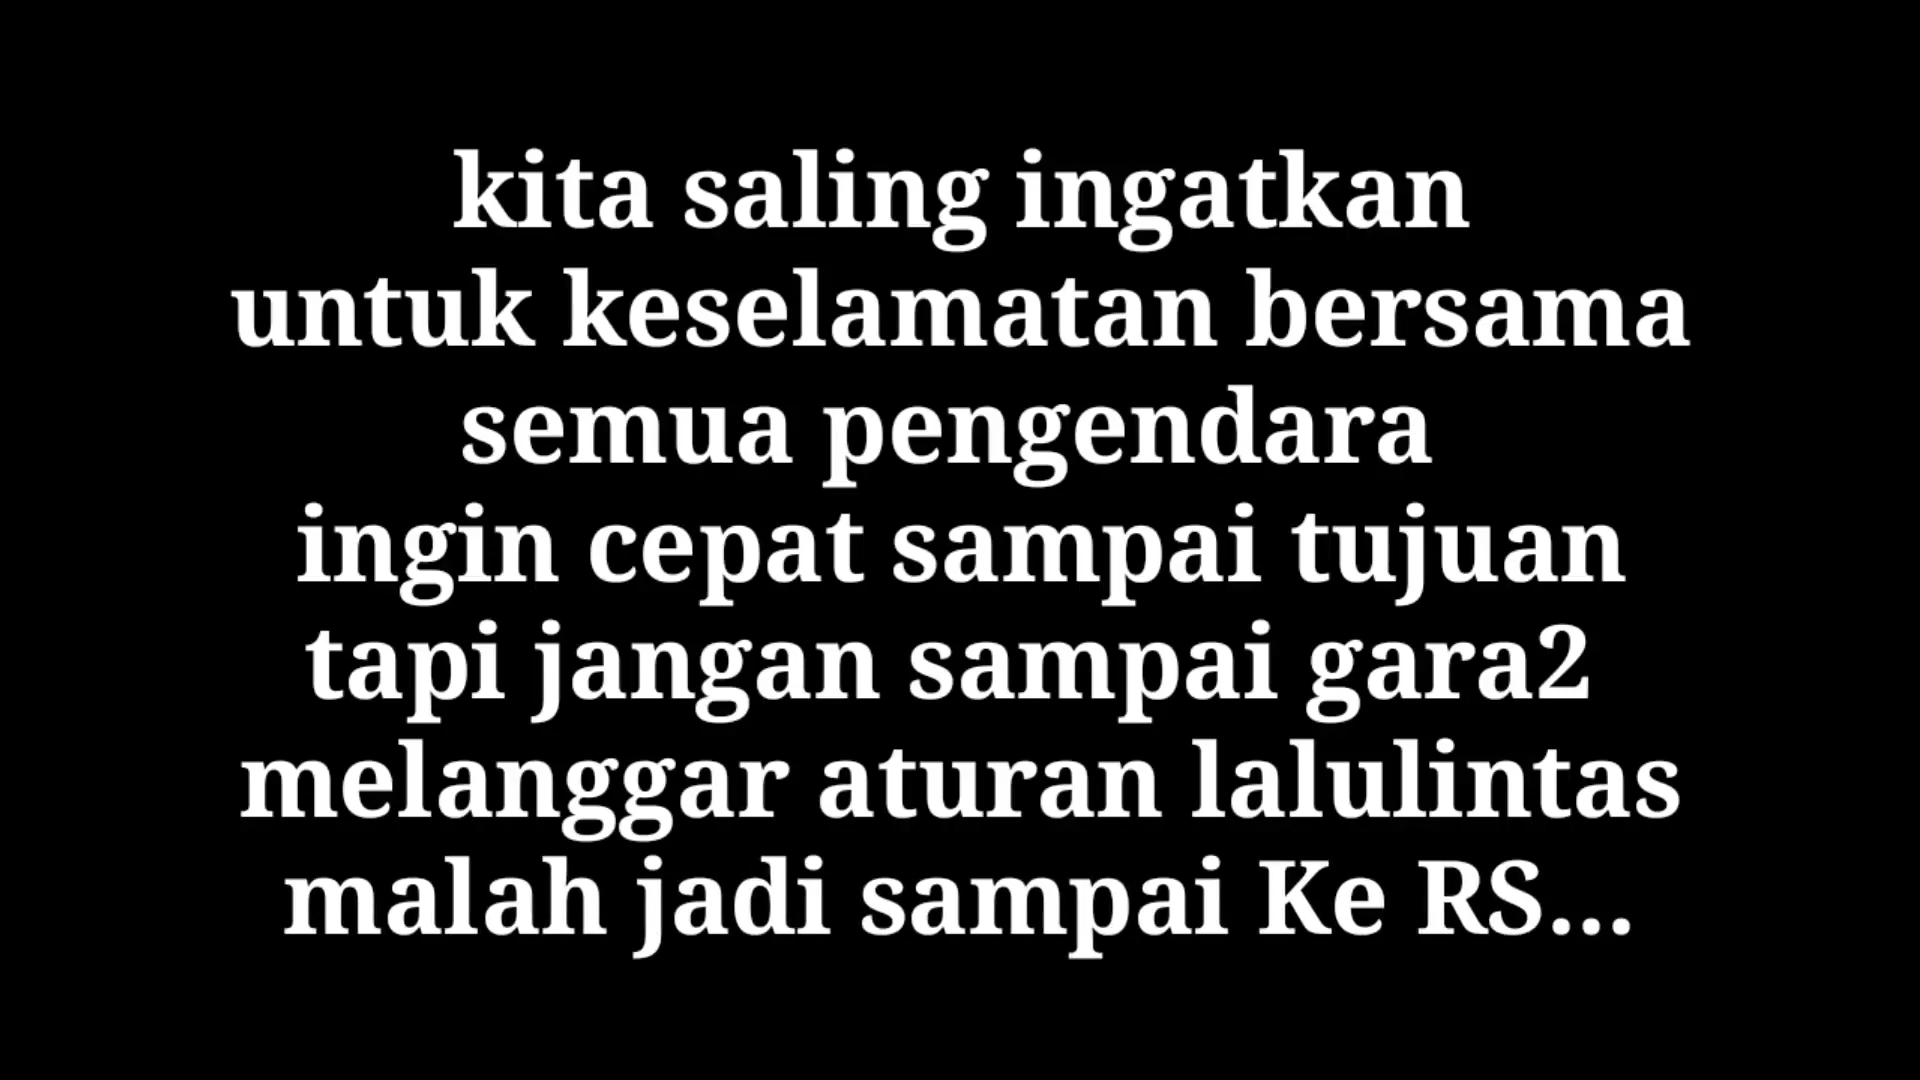 kita saling ingatkan
untuk keselamatan bersama
semua pengendara
ingin cepat sampai tujuan
tapi jangan sampai gara2
melanggar aturan lalulintas
malah jadi sampai Ke RS...